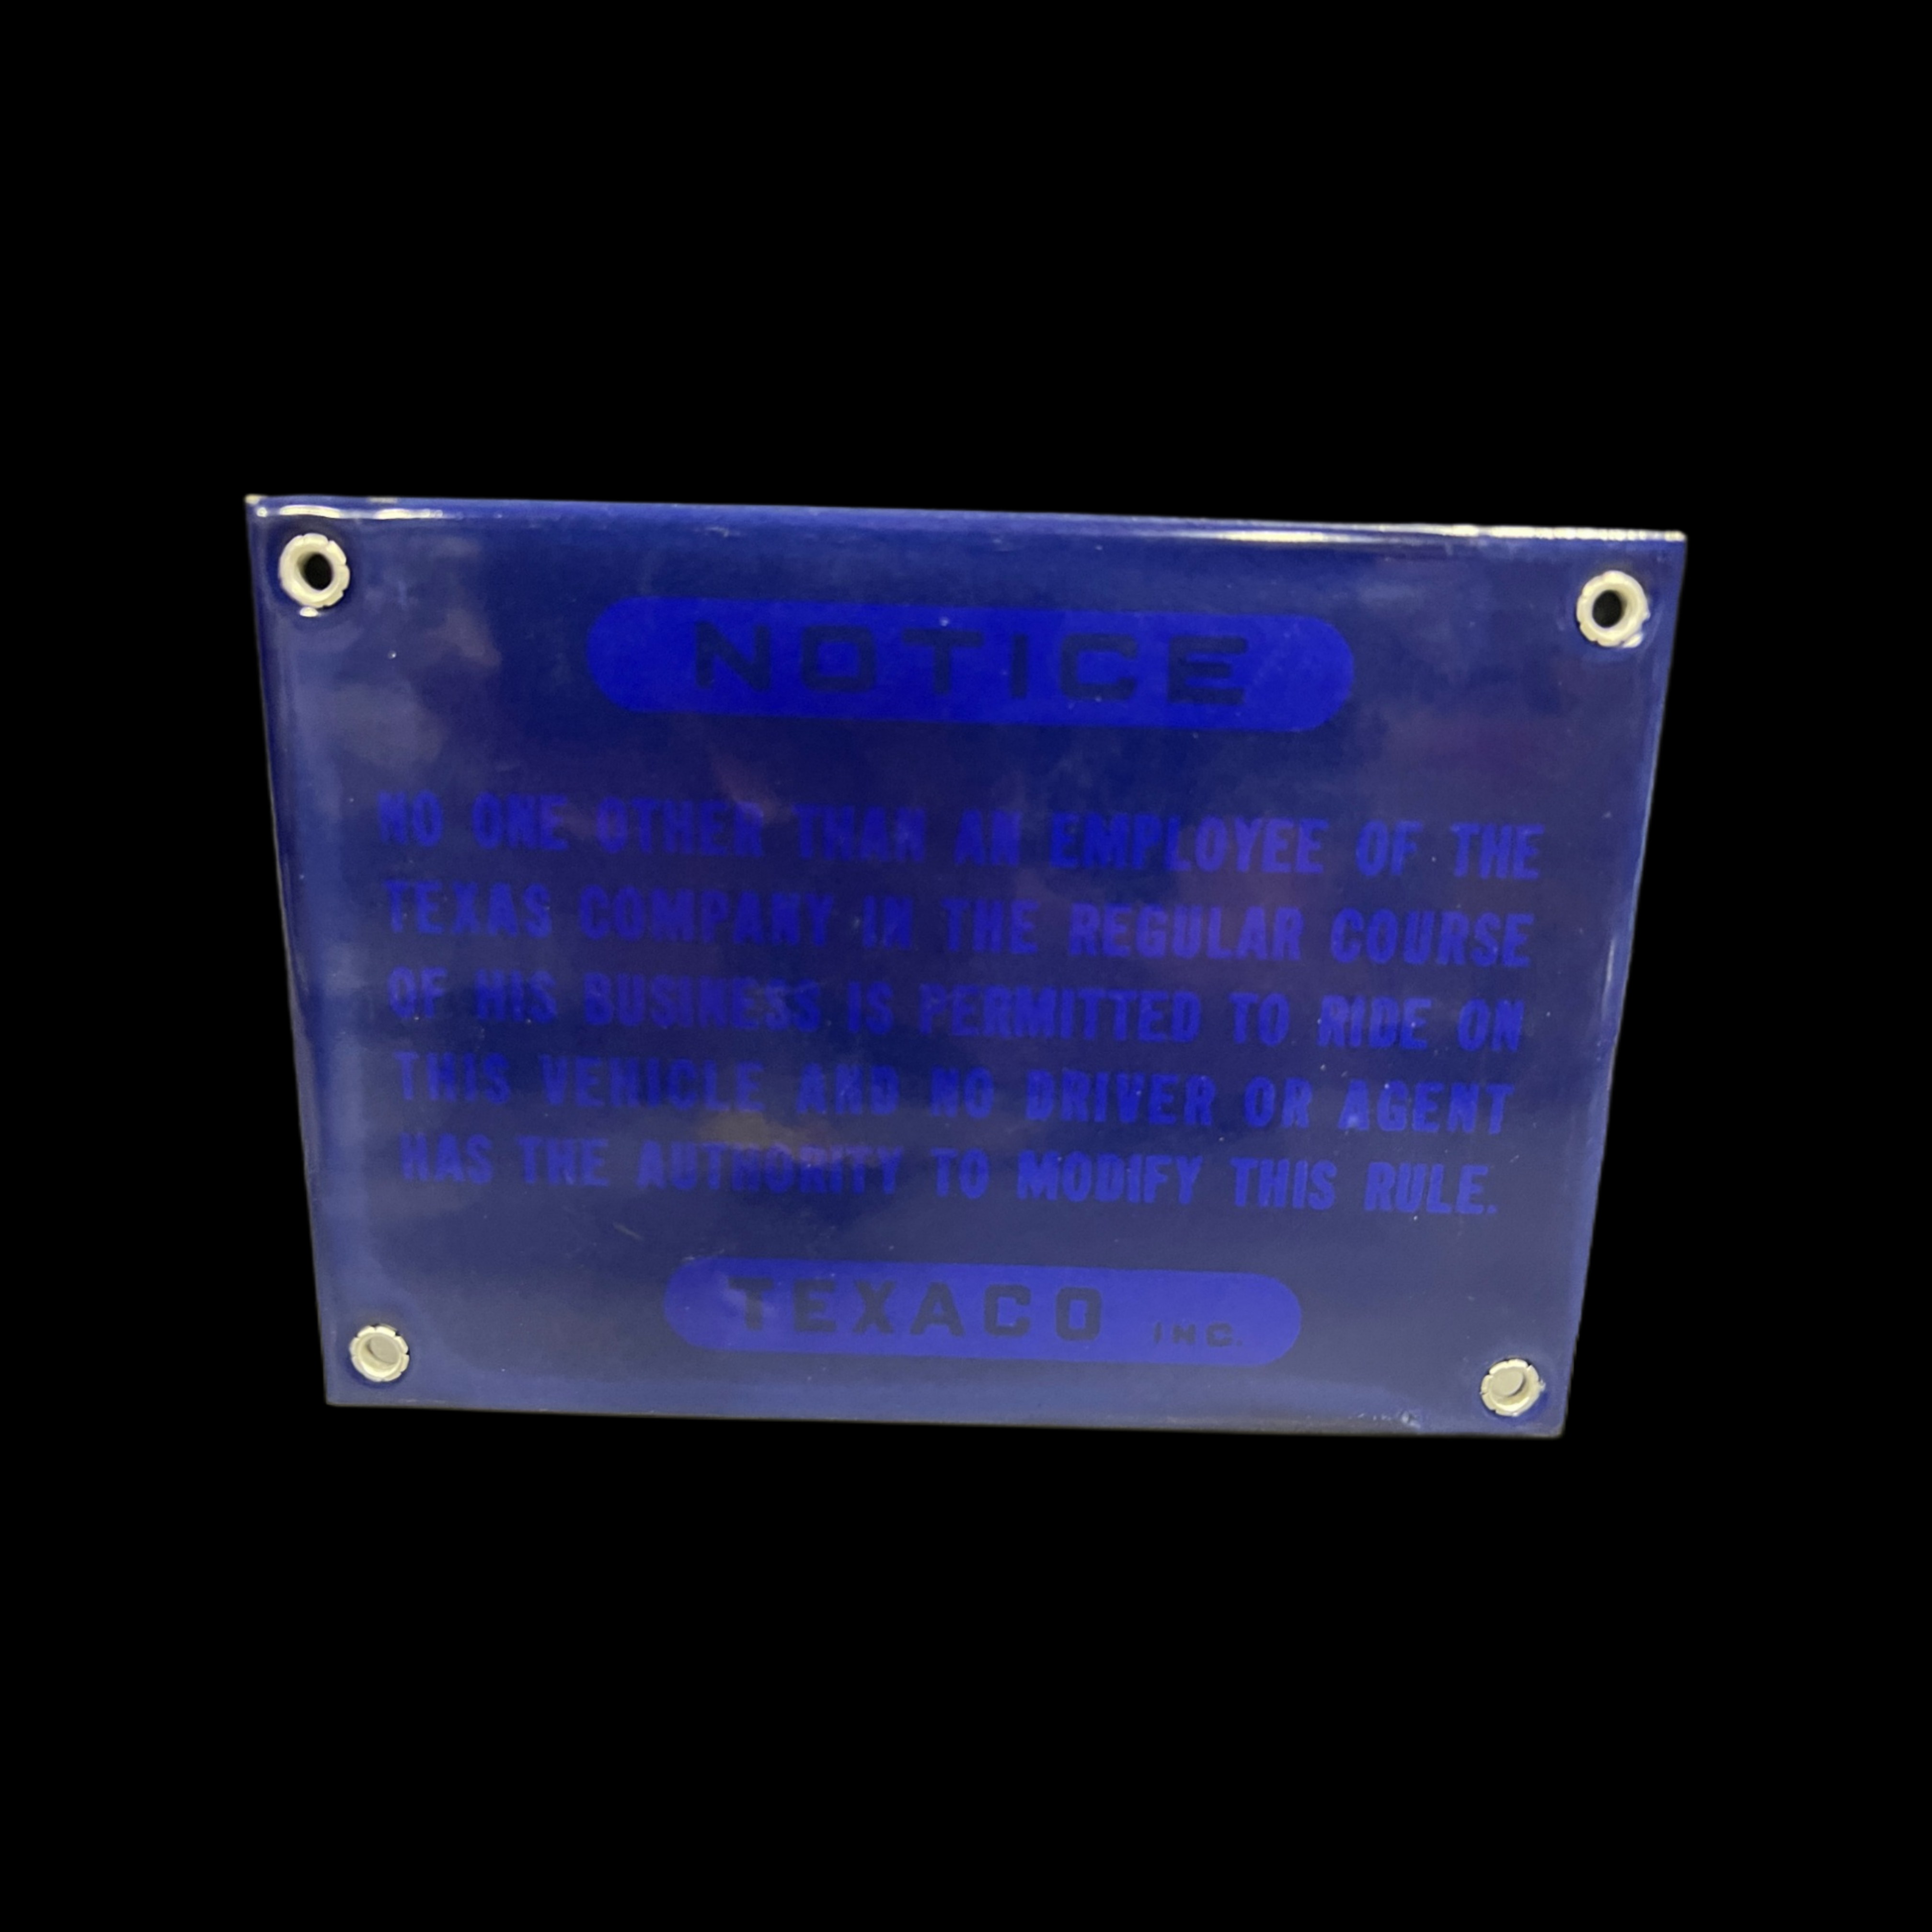 NOTICE
NO ONE OTHER THAN AN EMPLOYEE OF THE
TEXAS COMPANY IN THE REGULAR COURSE
OF HIS BUSINESS IS PERMITTED TO RIDE ON
THIS VEHICLE AND NO DRIVER OR AGENT
HAS THE AUTHORITY TO MODIFY THIS RULE.
TEXACO INC.